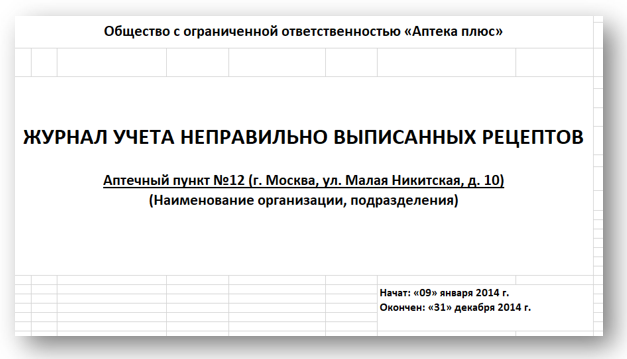 Общество с ограниченной ответственностью «Аптека плюс»
ЖУРНАЛ УЧЕТА НЕПРАВИЛЬНО ВЫПИСАННЫХ РЕЦЕПТОВ
Аптечный пункт №12 (г. Москва, ул. Малая Никитская, д. 10)
(Наименование организации, подразделения)
Начат: «09» января 2014 г.
Окончен: «31» декабря 2014 г.